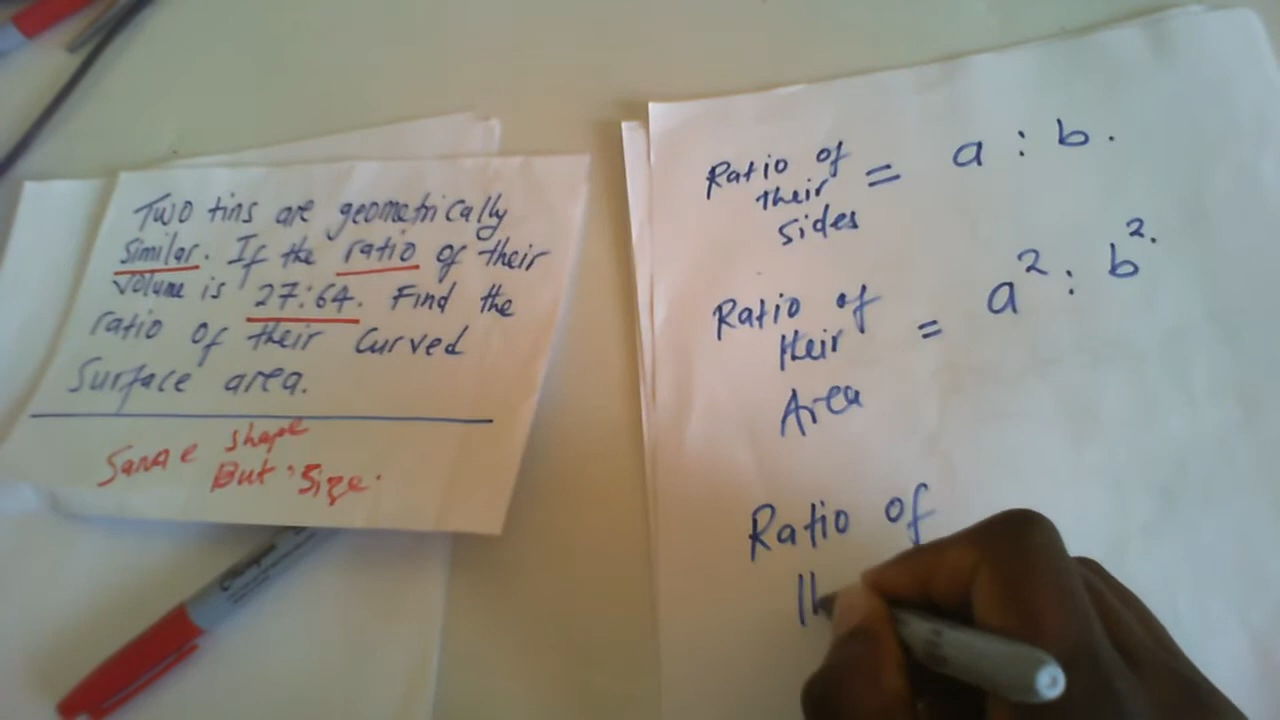 Two tins are geometrically
similar. If the ratio of their
volume is 27:64. Find the
ratio of their curved
surface area.
Same shape
But size.
Ratio of
their
sides
= a : b.
Ratio of
their
Area
= a² : b².
Ratio of
th
Sharpie